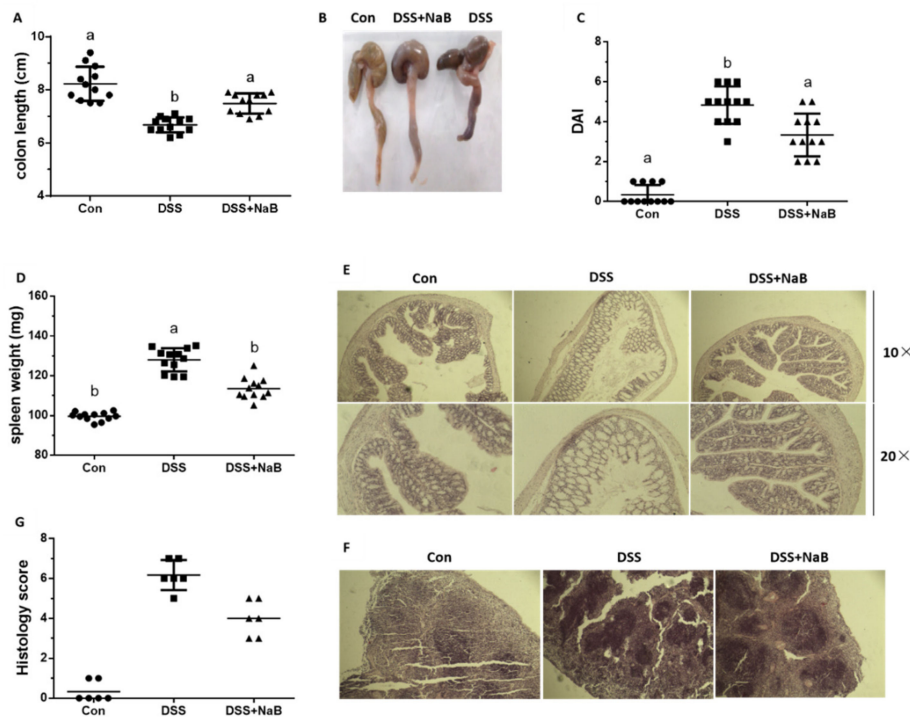 A
colon length (cm)
10
8
6
4
a
b
a
Con
DSS
DSS+NaB
B
Con
DSS+NaB
DSS
C
DAI
8
6
4
2
0
a
b
a
Con
DSS
DSS+NaB
D
spleen weight (mg)
160
140
120
100
80
b
a
b
Con
DSS
DSS+NaB
E
Con
DSS
DSS+NaB
10×
20×
G
Histology score
8
6
4
2
0
Con
DSS
DSS+NaB
F
Con
DSS
DSS+NaB